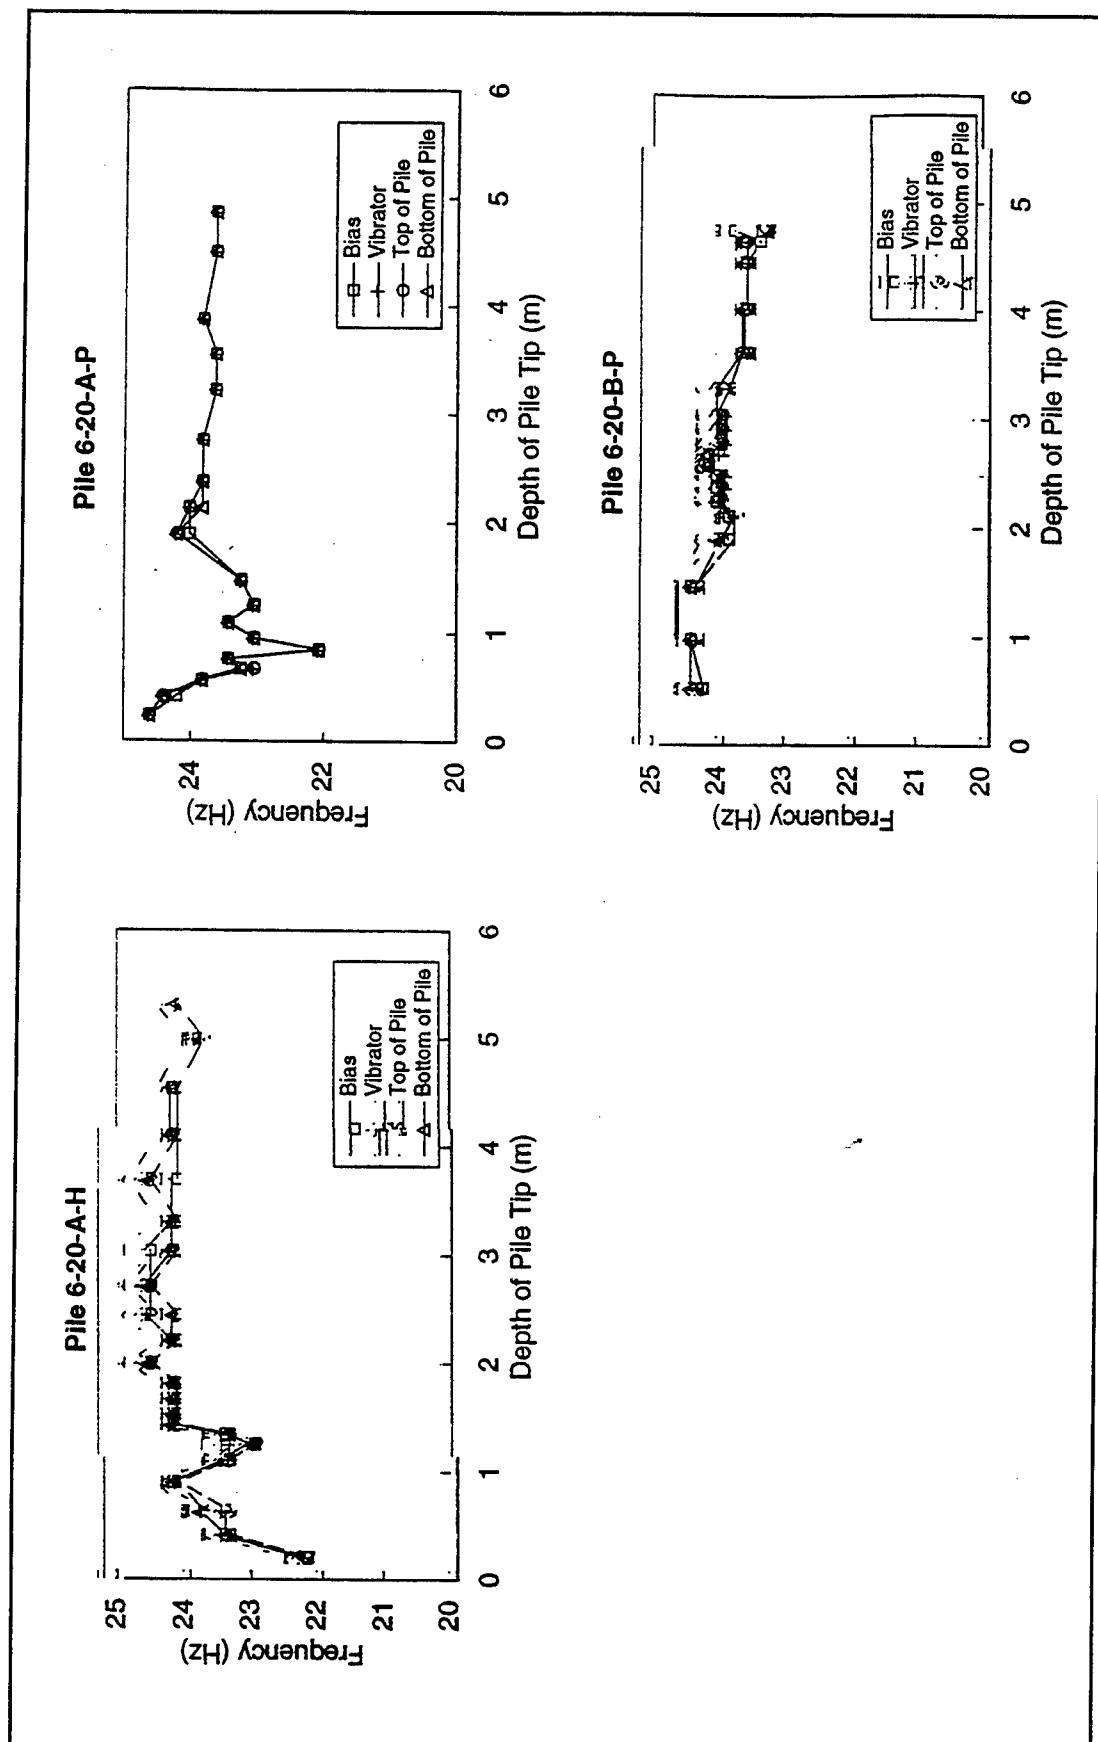 Pile 6-20-A-H
Frequency (Hz)
25
24
23
22
21
20
0
1
2
3
4
5
6
Depth of Pile Tip (m)
Bias
Vibrator
Top of Pile
Bottom of Pile
Pile 6-20-A-P
Frequency (Hz)
24
23
22
20
0
1
2
3
4
5
6
Depth of Pile Tip (m)
Bias
Vibrator
Top of Pile
Bottom of Pile
Pile 6-20-B-P
Frequency (Hz)
25
24
23
22
21
20
0
1
2
3
4
5
6
Depth of Pile Tip (m)
Bias
Vibrator
Top of Pile
Bottom of Pile